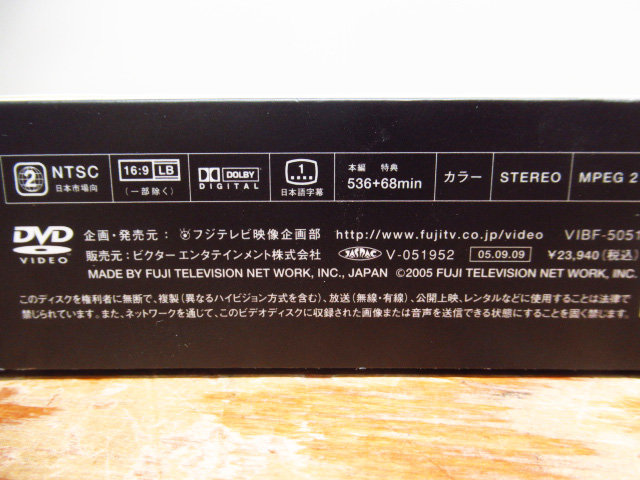 2 NTSC 日本市場向 16:9 LB (一部除く) DOLBY DIGITAL 1 日本語字幕 本編 特典 536+68min カラー STEREO MPEG 2
DVD VIDEO
企画・発売元:フジテレビ映像企画部 http://www.fujitv.co.jp/video VIBF-5051
販売元:ビクター エンタテインメント株式会社 V-051952 05.09.09 ¥23,940(税込)
MADE BY FUJI TELEVISION NET WORK, INC., JAPAN ©2005 FUJI TELEVISION NET WORK, INC.
このディスクを権利者に無断で、複製(異なるハイビジョン方式を含む)、放送(無線・有線)、公開上映、レンタルなどに使用することは法律で
禁じられています。また、ネットワークを通じて、このビデオディスクに収録された画像または音声を送信できる状態にすることを固く禁じます。